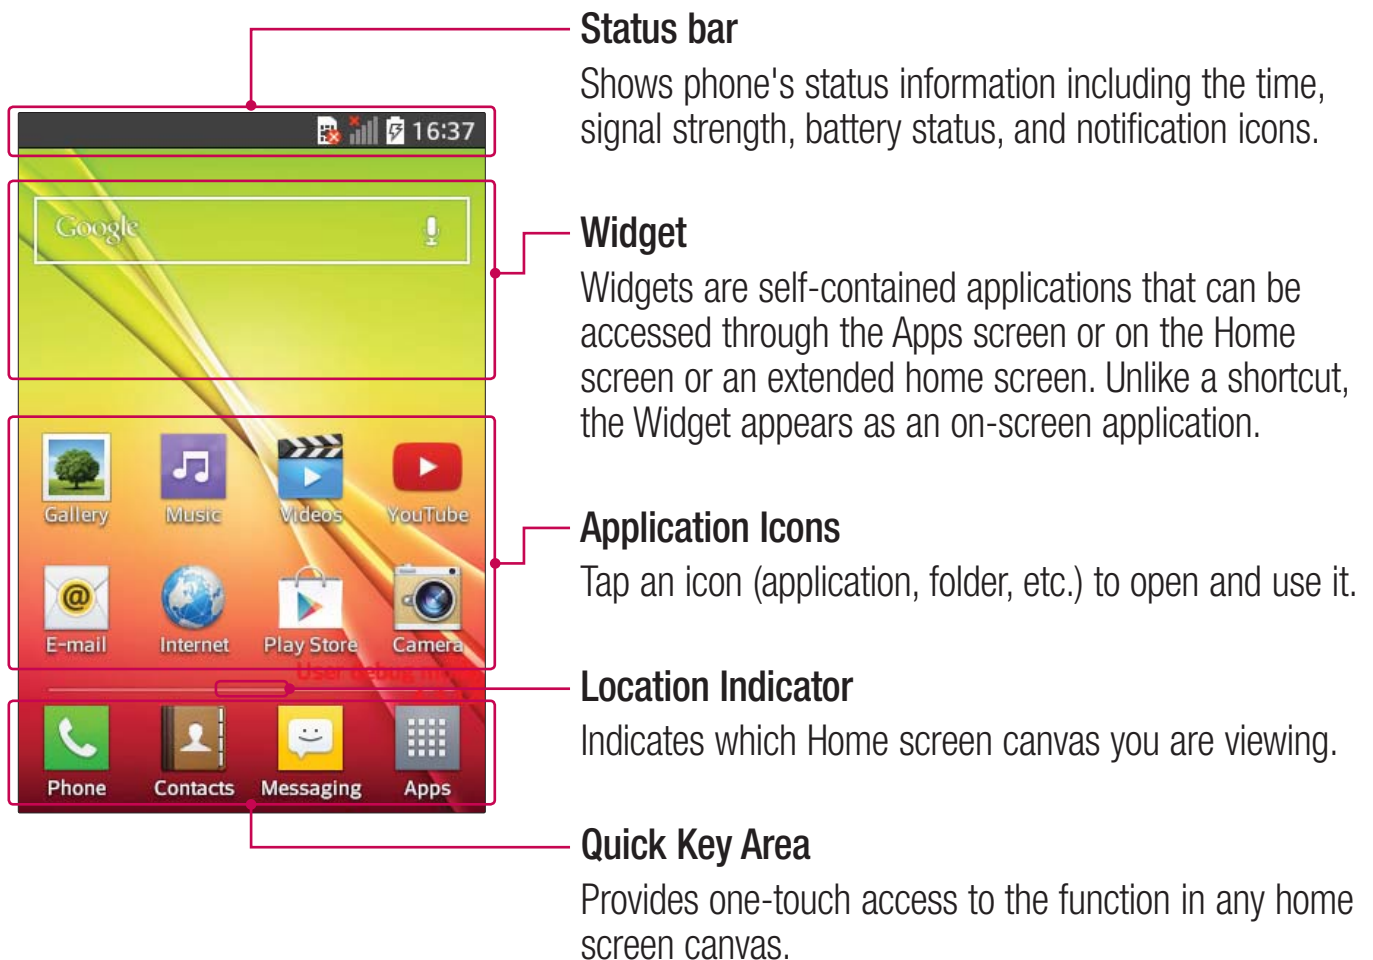 Status bar
Shows phone's status information including the time,
signal strength, battery status, and notification icons.
16:37
Google
Widget
Widgets are self-contained applications that can be
accessed through the Apps screen or on the Home
screen or an extended home screen. Unlike a shortcut,
the Widget appears as an on-screen application.
Gallery Music Videos YouTube
Application Icons
Tap an icon (application, folder, etc.) to open and use it.
E-mail Internet Play Store Camera
User debug
Location Indicator
Indicates which Home screen canvas you are viewing.
Phone Contacts Messaging Apps
Quick Key Area
Provides one-touch access to the function in any home
screen canvas.